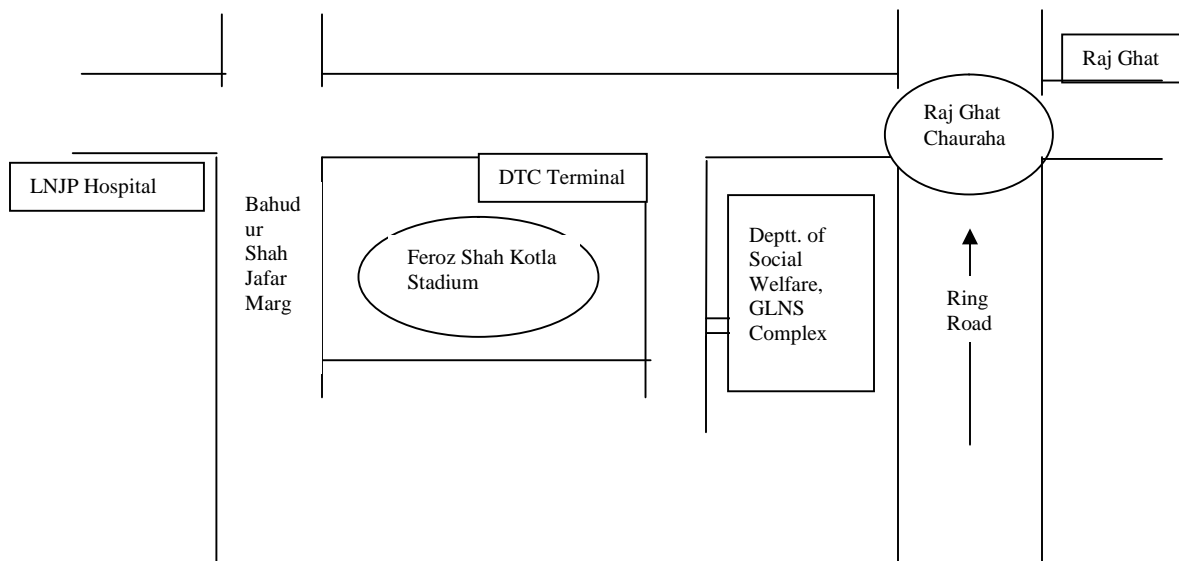 Raj Ghat
Raj Ghat
Chauraha
LNJP Hospital
DTC Terminal
Bahud
ur
Shah
Jafar
Marg
Feroz Shah Kotla
Stadium
Deptt. of
Social
Welfare,
GLNS
Complex
Ring
Road